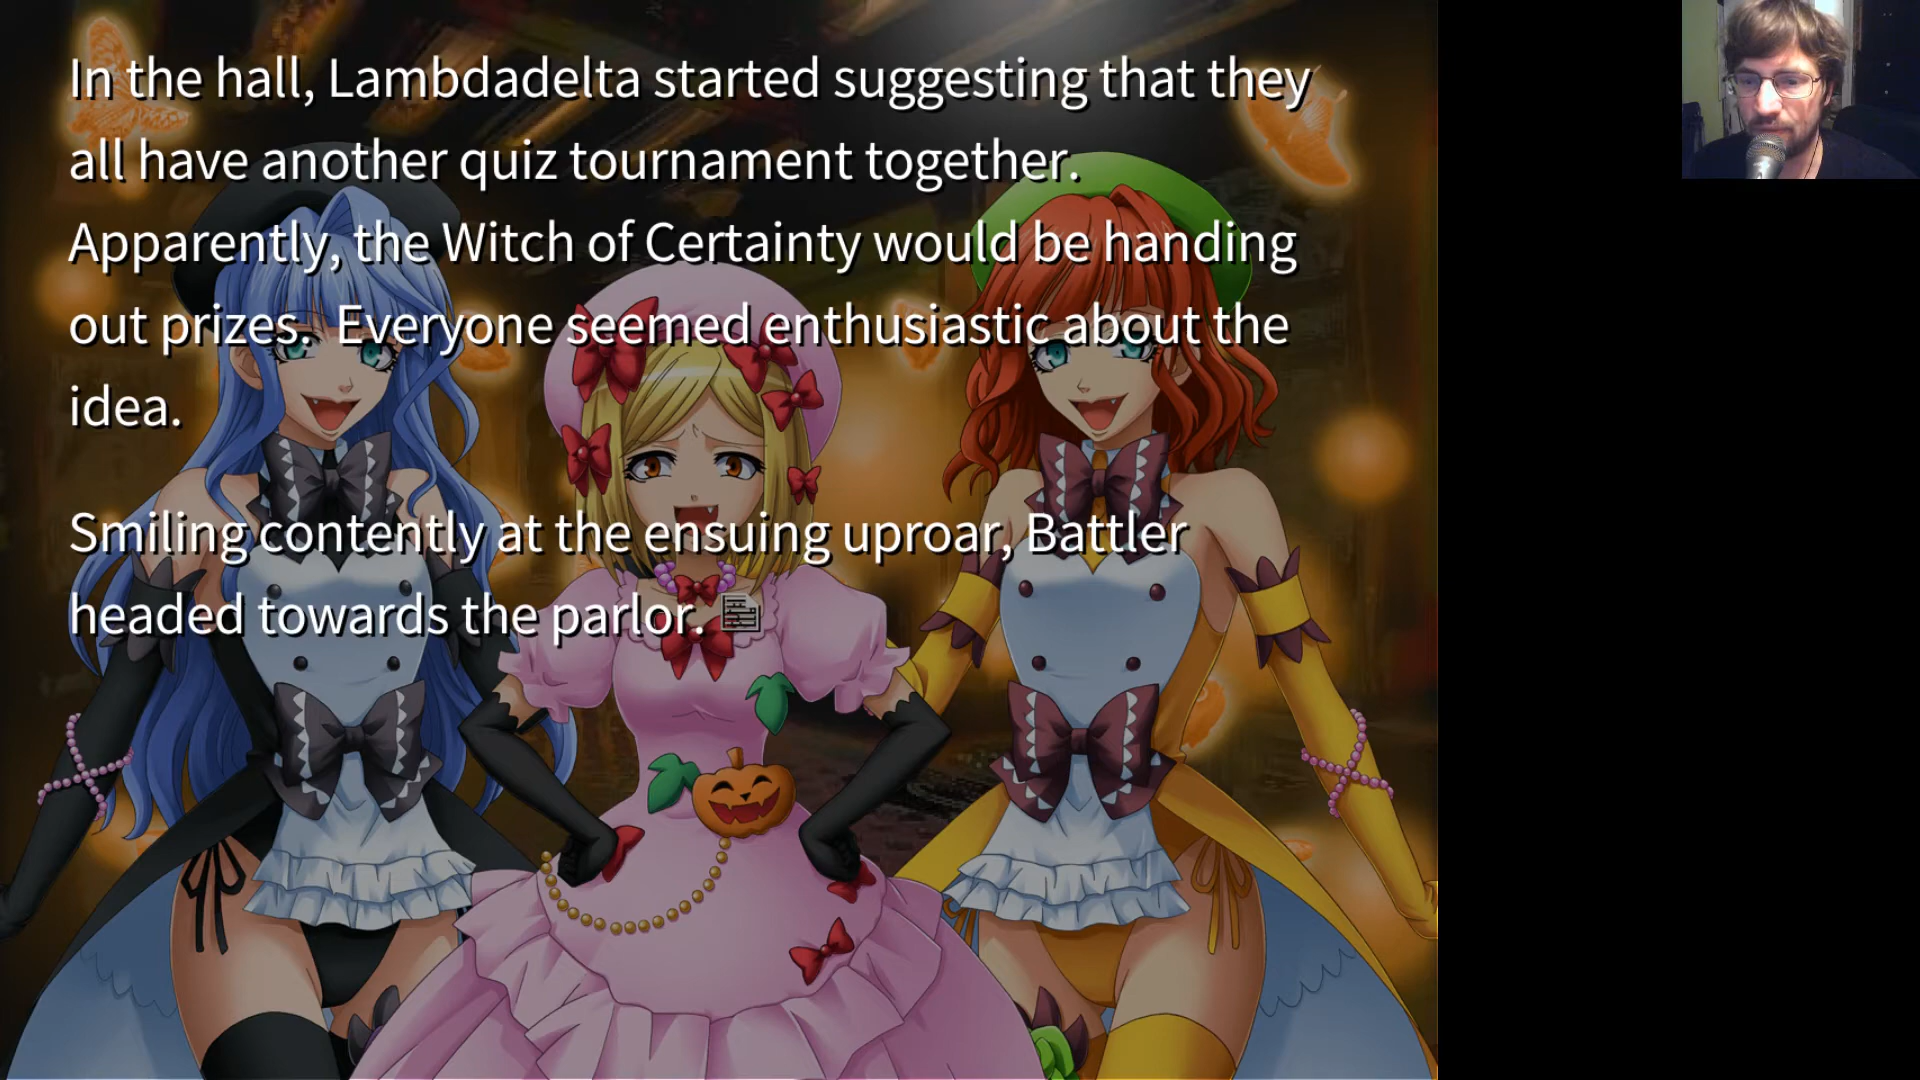 In the hall, Lambdadelta started suggesting that they
all have another quiz tournament together.
Apparently, the Witch of Certainty would be handing
out prizes.  Everyone seemed enthusiastic about the
idea.
Smiling contently at the ensuing uproar, Battler
headed towards the parlor.